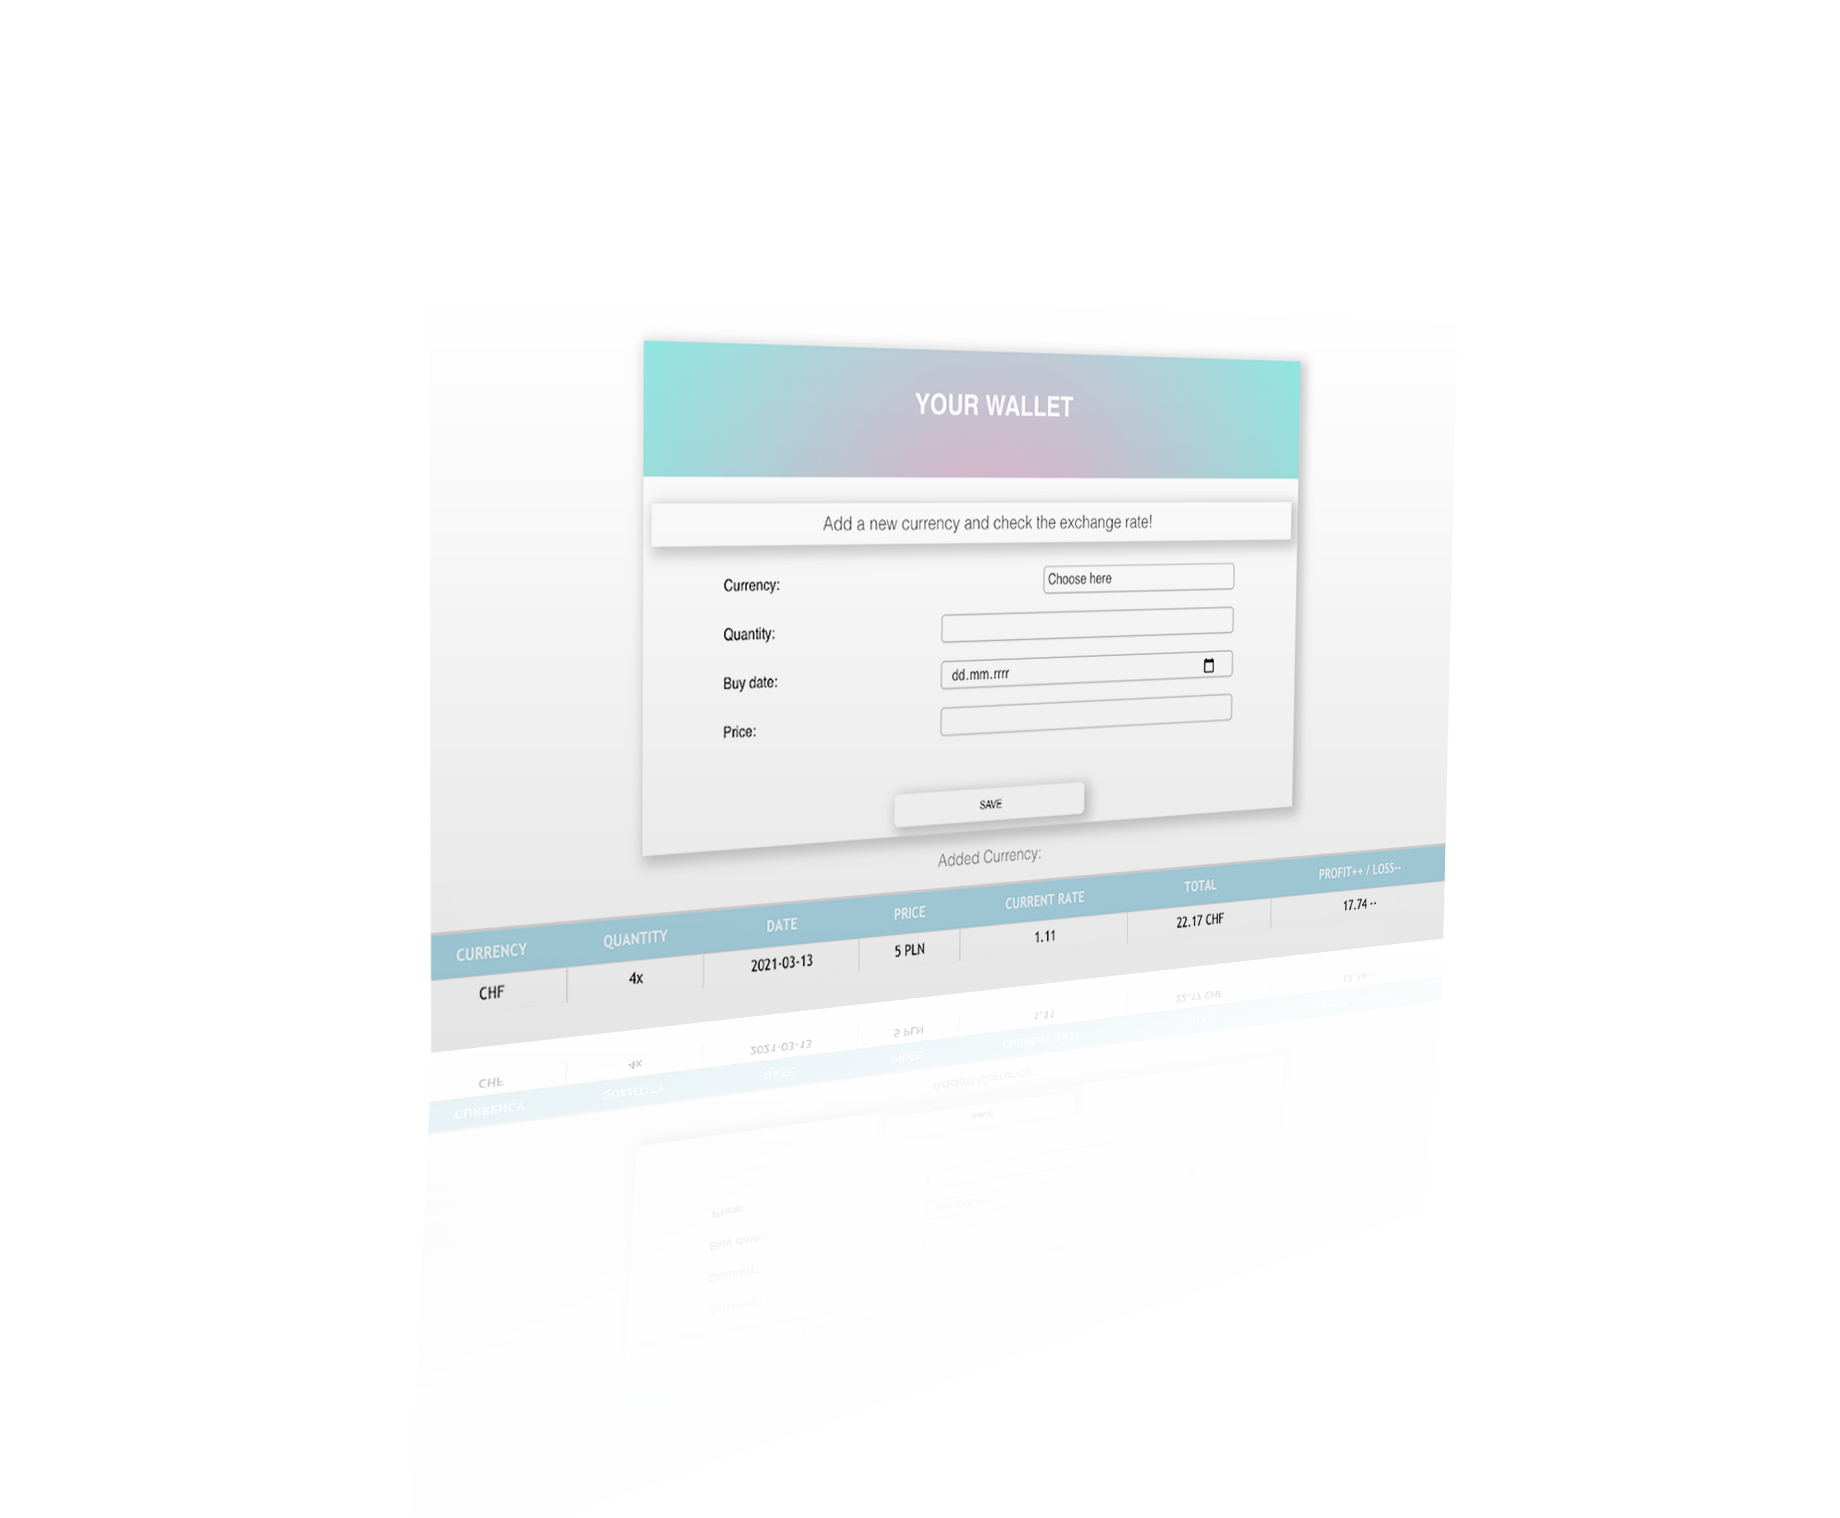 YOUR WALLET
Add a new currency and check the exchange rate!
Currency: Choose here
Quantity:
Buy date: dd.mm.rrrr
Price:
SAVE
Added Currency:
CURRENCY QUANTITY DATE PRICE CURRENT RATE TOTAL PROFIT++ / LOSS--
CHF 4x 2021-03-13 5 PLN 1.11 22.17 CHF 17.74 --